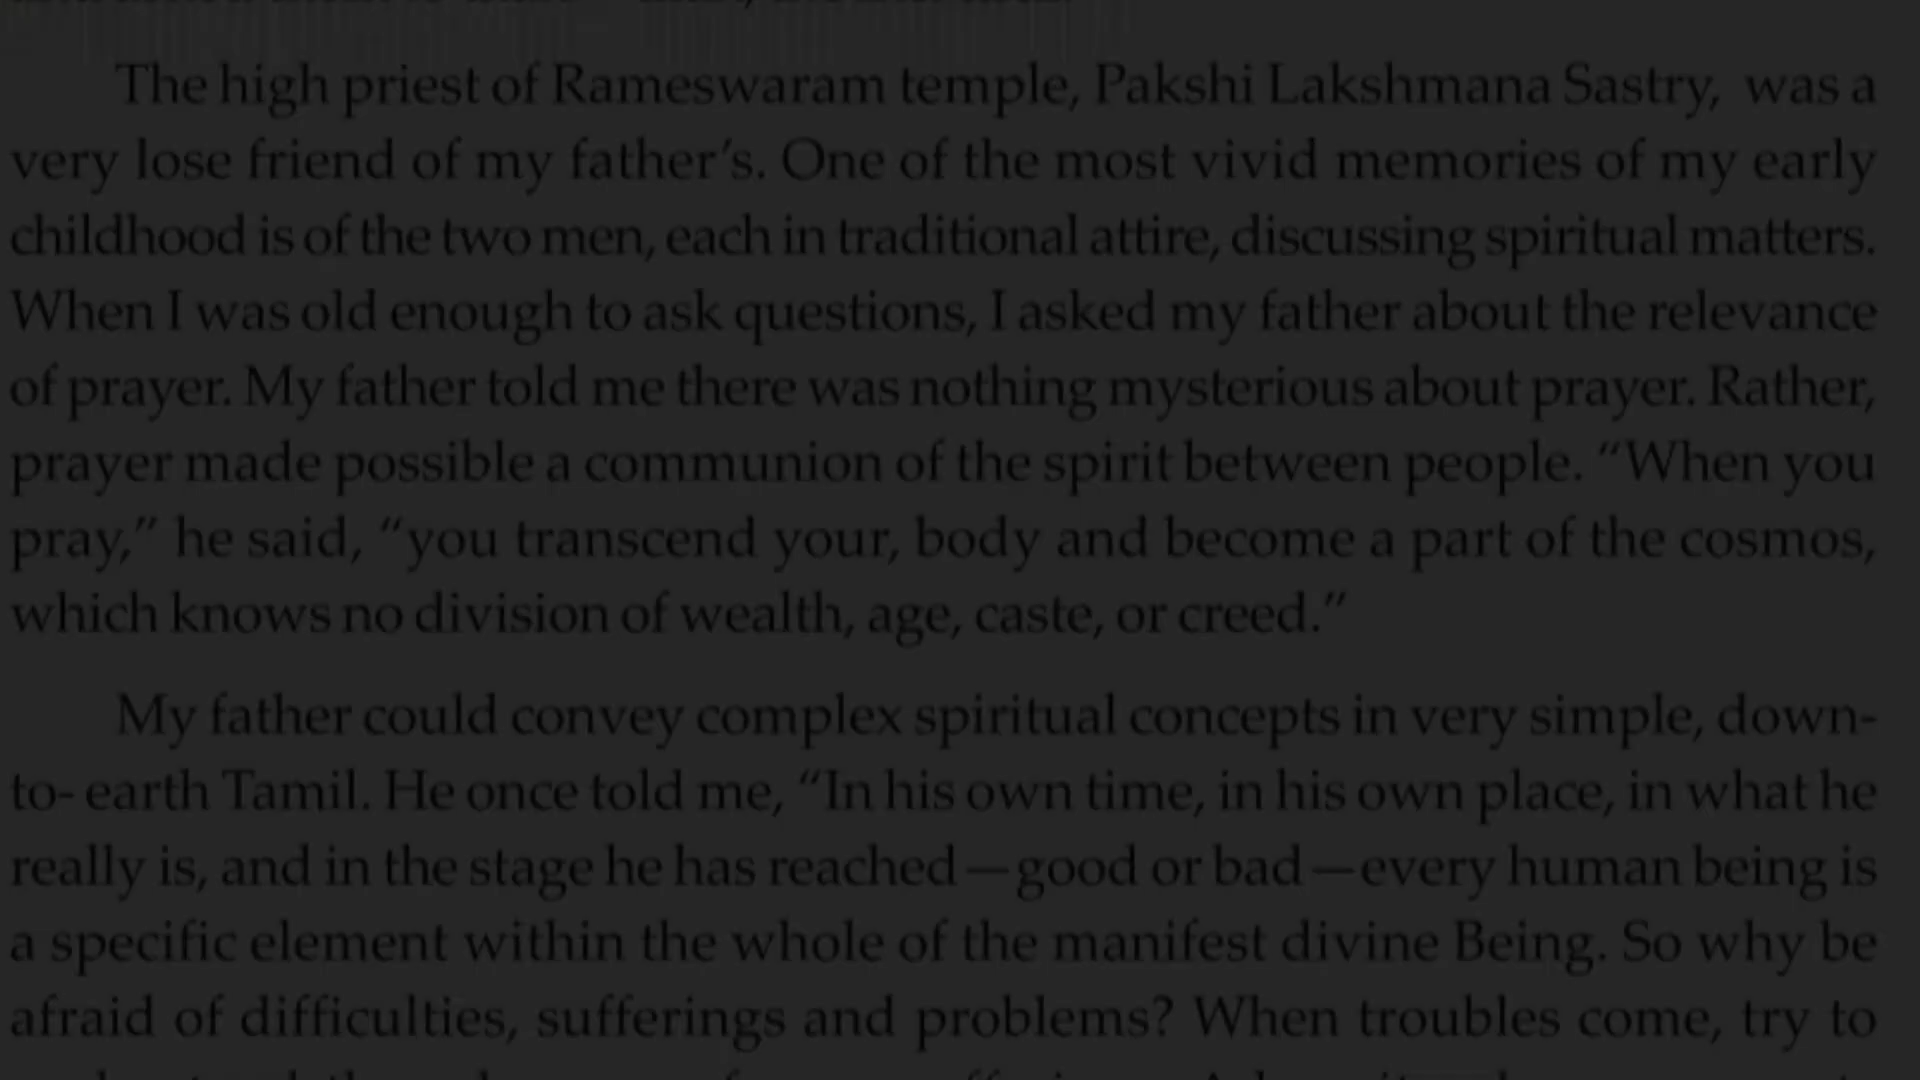 The high priest of Rameswaram temple, Pakshi Lakshmana Sastry, was a
very lose friend of my father's. One of the most vivid memories of my early
childhood is of the two men, each in traditional attire, discussing spiritual matters.
When I was old enough to ask questions, I asked my father about the relevance
of prayer. My father told me there was nothing mysterious about prayer. Rather,
prayer made possible a communion of the spirit between people. “When you
pray,” he said, “you transcend your, body and become a part of the cosmos,
which knows no division of wealth, age, caste, or creed.”
My father could convey complex spiritual concepts in very simple, down-
to- earth Tamil. He once told me, “In his own time, in his own place, in what he
really is, and in the stage he has reached—good or bad—every human being is
a specific element within the whole of the manifest divine Being. So why be
afraid of difficulties, sufferings and problems? When troubles come, try to